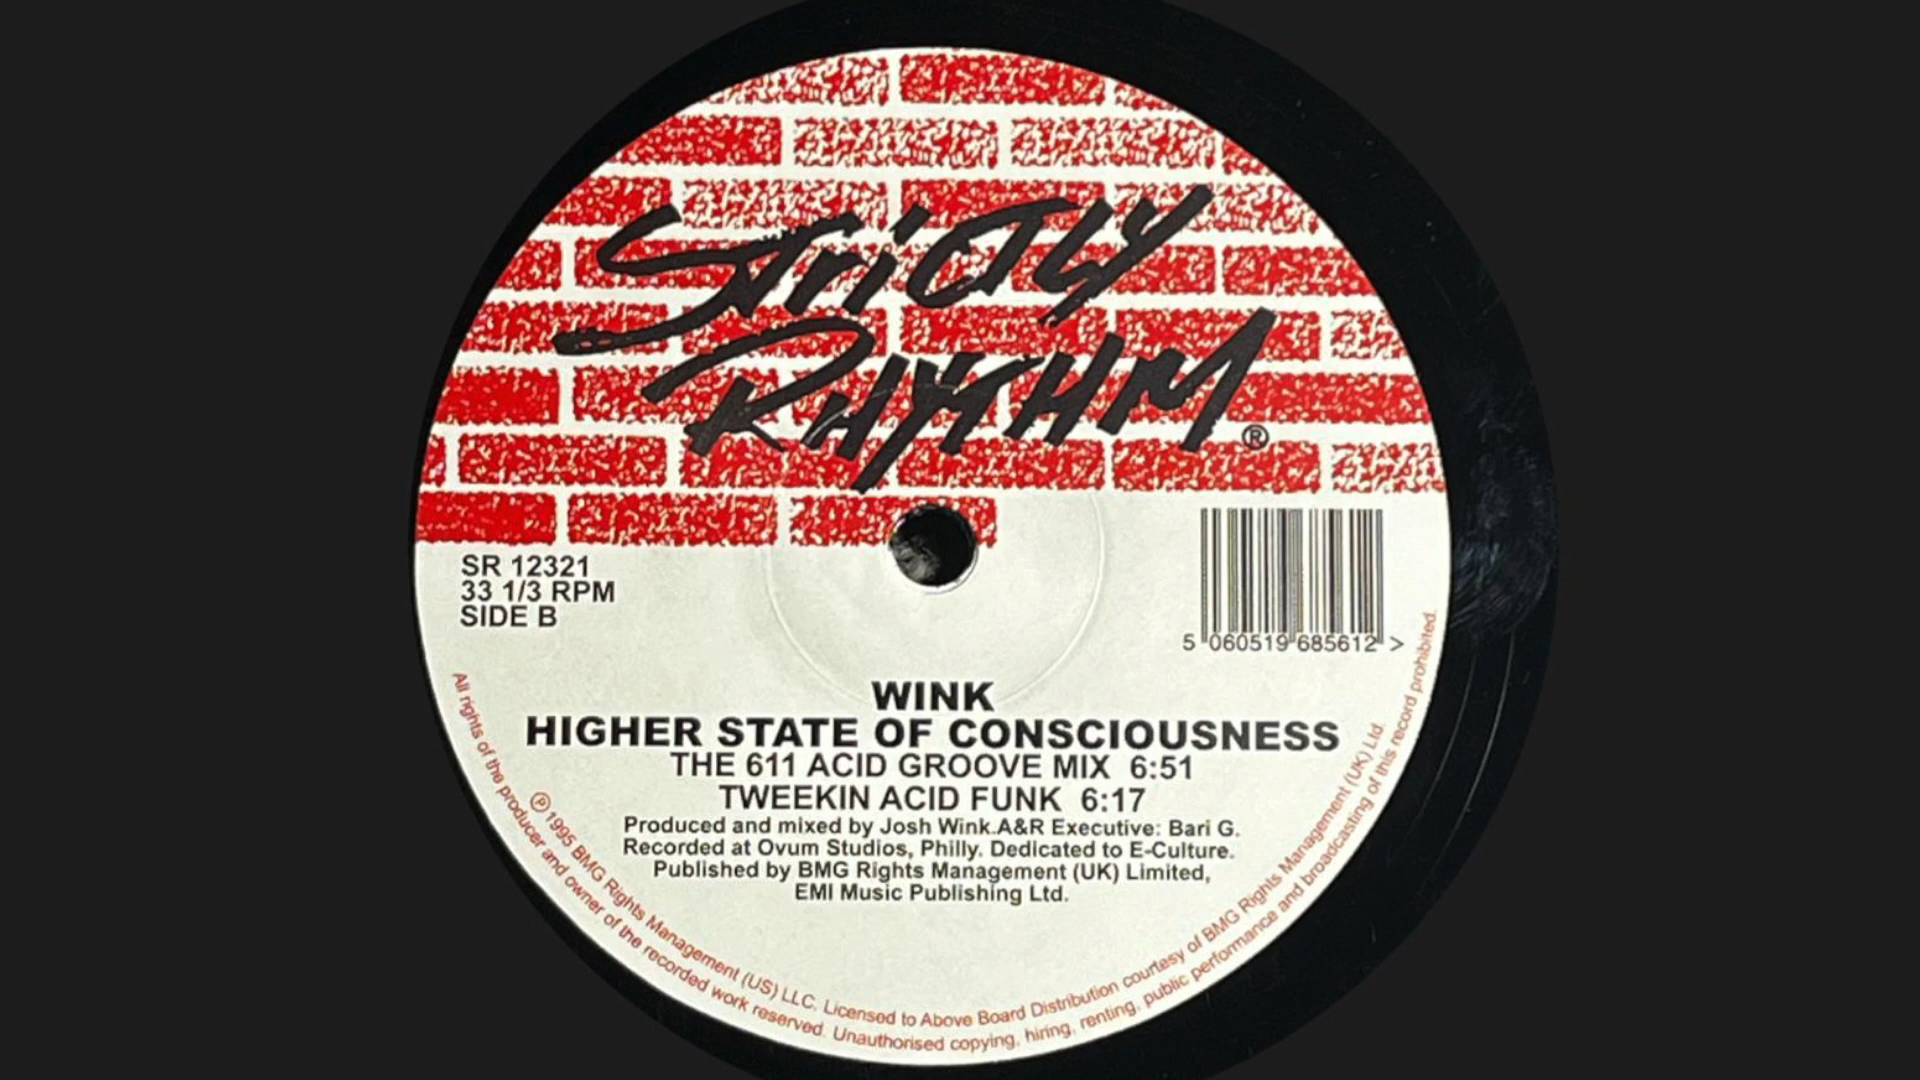 Strictly
Rhythm®
SR 12321
33 1/3 RPM
SIDE B
5 060519 685612 >
WINK
HIGHER STATE OF CONSCIOUSNESS
THE 611 ACID GROOVE MIX 6:51
TWEEKIN ACID FUNK 6:17
Produced and mixed by Josh Wink.A&R Executive: Bari G.
Recorded at Ovum Studios, Philly. Dedicated to E-Culture.
Published by BMG Rights Management (UK) Limited,
EMI Music Publishing Ltd.
℗ 1995 BMG Rights Management (US) LLC. Licensed to Above Board Distribution courtesy of BMG Rights Management (UK) Ltd.
All rights of the producer and owner of the recorded work reserved. Unauthorised copying, hiring, renting, public performance and broadcasting of this record prohibited.